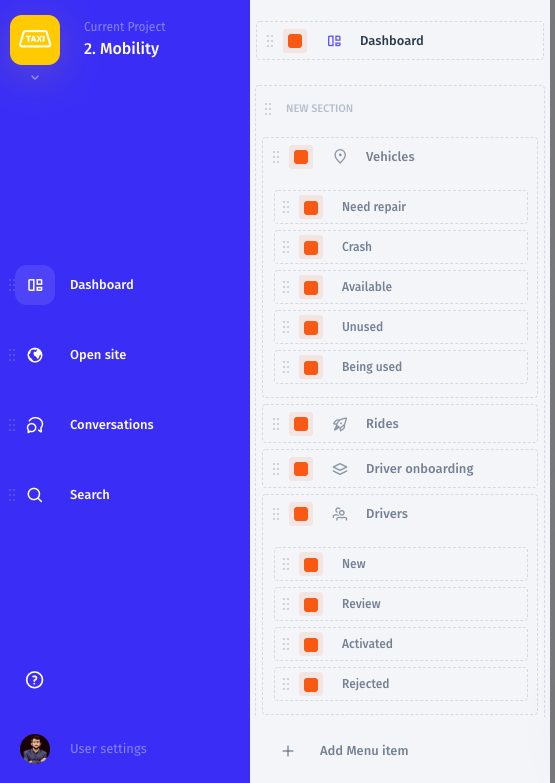 TAXI
Current Project
2. Mobility
Dashboard
Open site
Conversations
Search
?
User settings
Dashboard
NEW SECTION
Vehicles
Need repair
Crash
Available
Unused
Being used
Rides
Driver onboarding
Drivers
New
Review
Activated
Rejected
Add Menu item